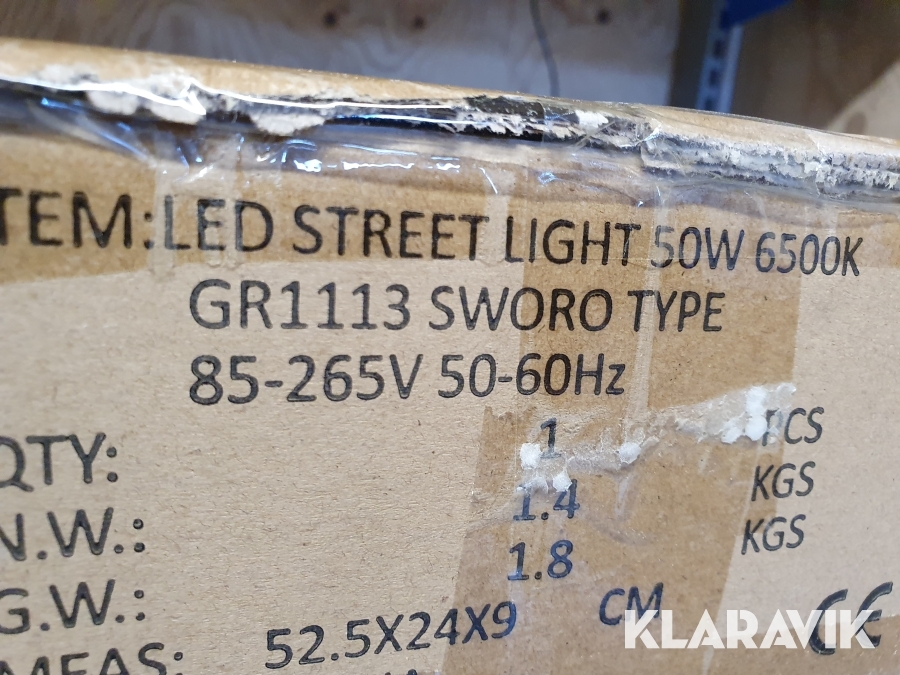 TEM:LED STREET LIGHT 50W 6500K
GR1113 SWORO TYPE
85-265V 50-60Hz
QTY: 1 PCS
N.W.: 1.4 KGS
G.W.: 1.8 KGS
MEAS: 52.5X24X9 CM
CE
KLARAVIK